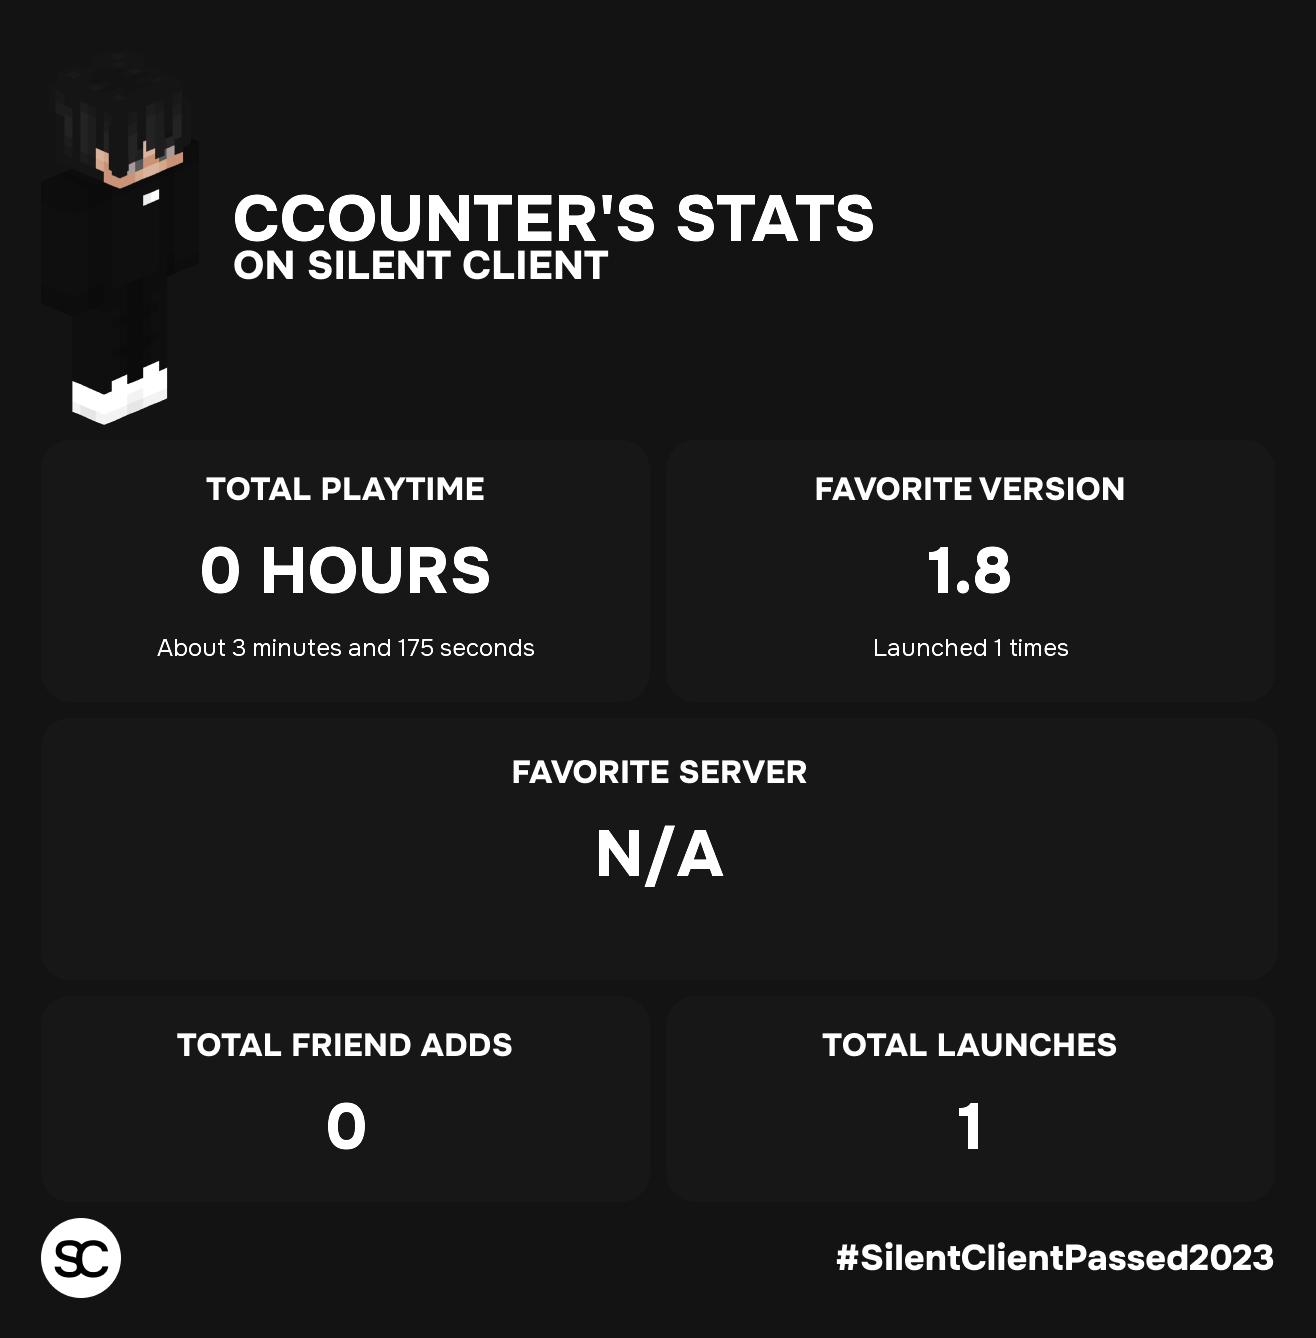 CCOUNTER'S STATS
ON SILENT CLIENT
TOTAL PLAYTIME
0 HOURS
About 3 minutes and 175 seconds
FAVORITE VERSION
1.8
Launched 1 times
FAVORITE SERVER
N/A
TOTAL FRIEND ADDS
0
TOTAL LAUNCHES
1
SC
#SilentClientPassed2023